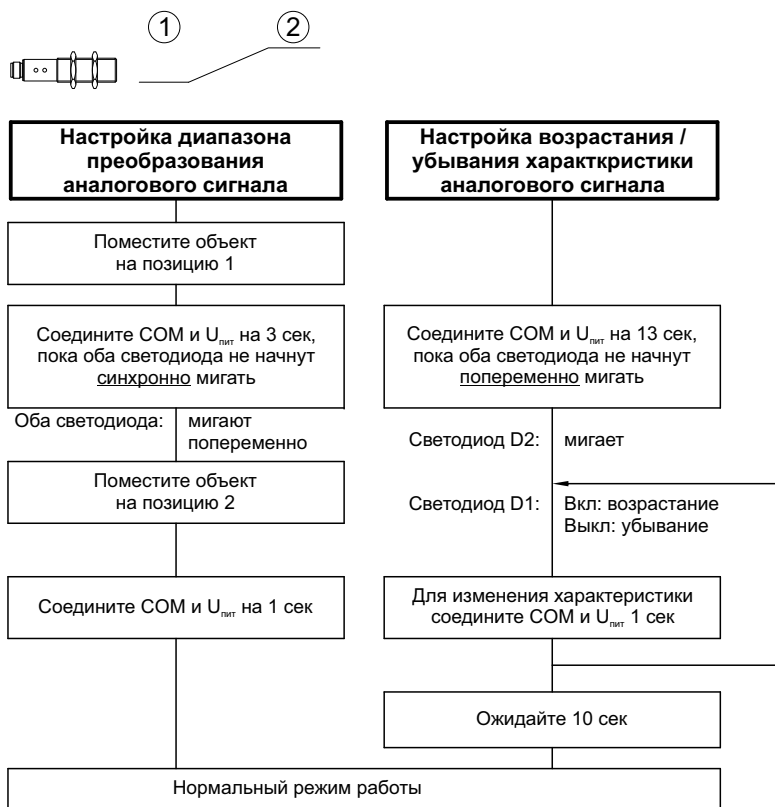 1
2
Настройка диапазона
преобразования
аналогового сигнала
Поместите объект
на позицию 1
Соедините COM и Uпит на 3 сек,
пока оба светодиода не начнут
синхронно мигать
Оба светодиода:
мигают
попеременно
Поместите объект
на позицию 2
Соедините COM и Uпит на 1 сек
Настройка возрастания /
убывания характкристики
аналогового сигнала
Соедините COM и Uпит на 13 сек,
пока оба светодиода не начнут
попеременно мигать
Светодиод D2:
мигает
Светодиод D1:
Вкл: возрастание
Выкл: убывание
Для изменения характеристики
соедините COM и Uпит 1 сек
Ожидайте 10 сек
Нормальный режим работы